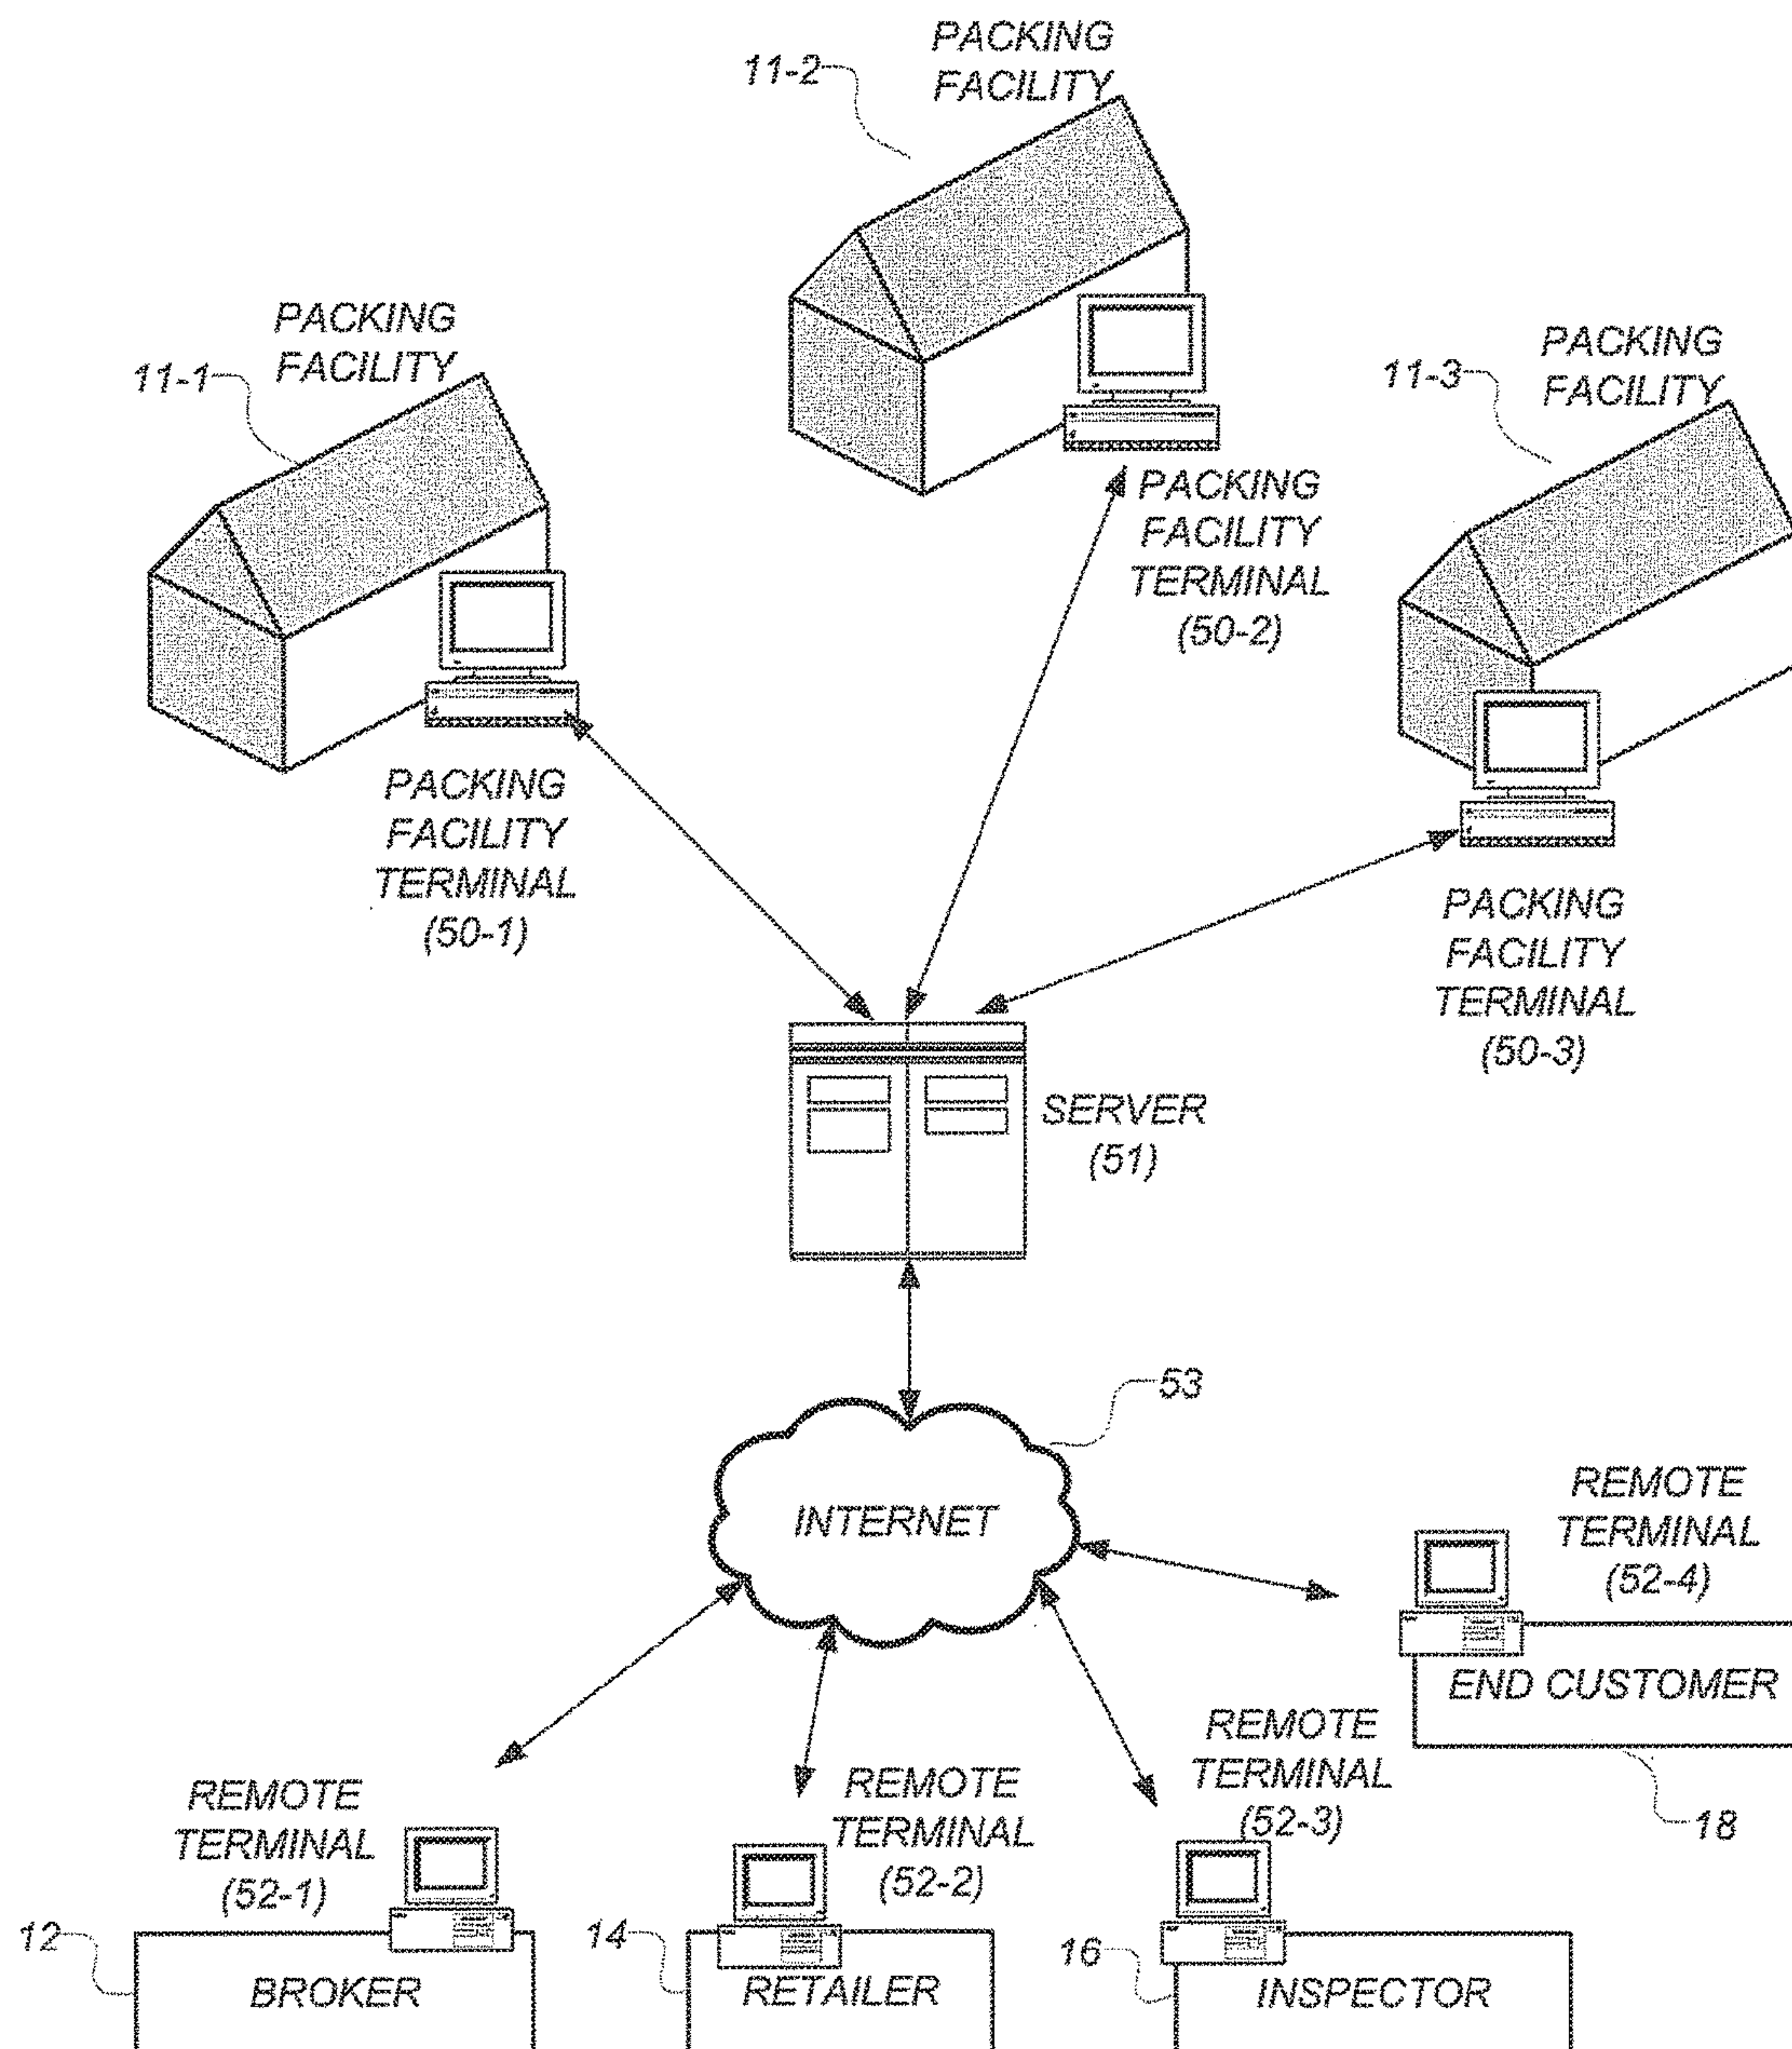 PACKING
FACILITY
11-2
PACKING
FACILITY
11-1
PACKING
FACILITY
11-3
PACKING
FACILITY
TERMINAL
(50-2)
PACKING
FACILITY
TERMINAL
(50-1)
PACKING
FACILITY
TERMINAL
(50-3)
SERVER
(51)
53
INTERNET
REMOTE
TERMINAL
(52-4)
END CUSTOMER
18
REMOTE
TERMINAL
(52-1)
REMOTE
TERMINAL
(52-2)
REMOTE
TERMINAL
(52-3)
12
BROKER
14
RETAILER
16
INSPECTOR